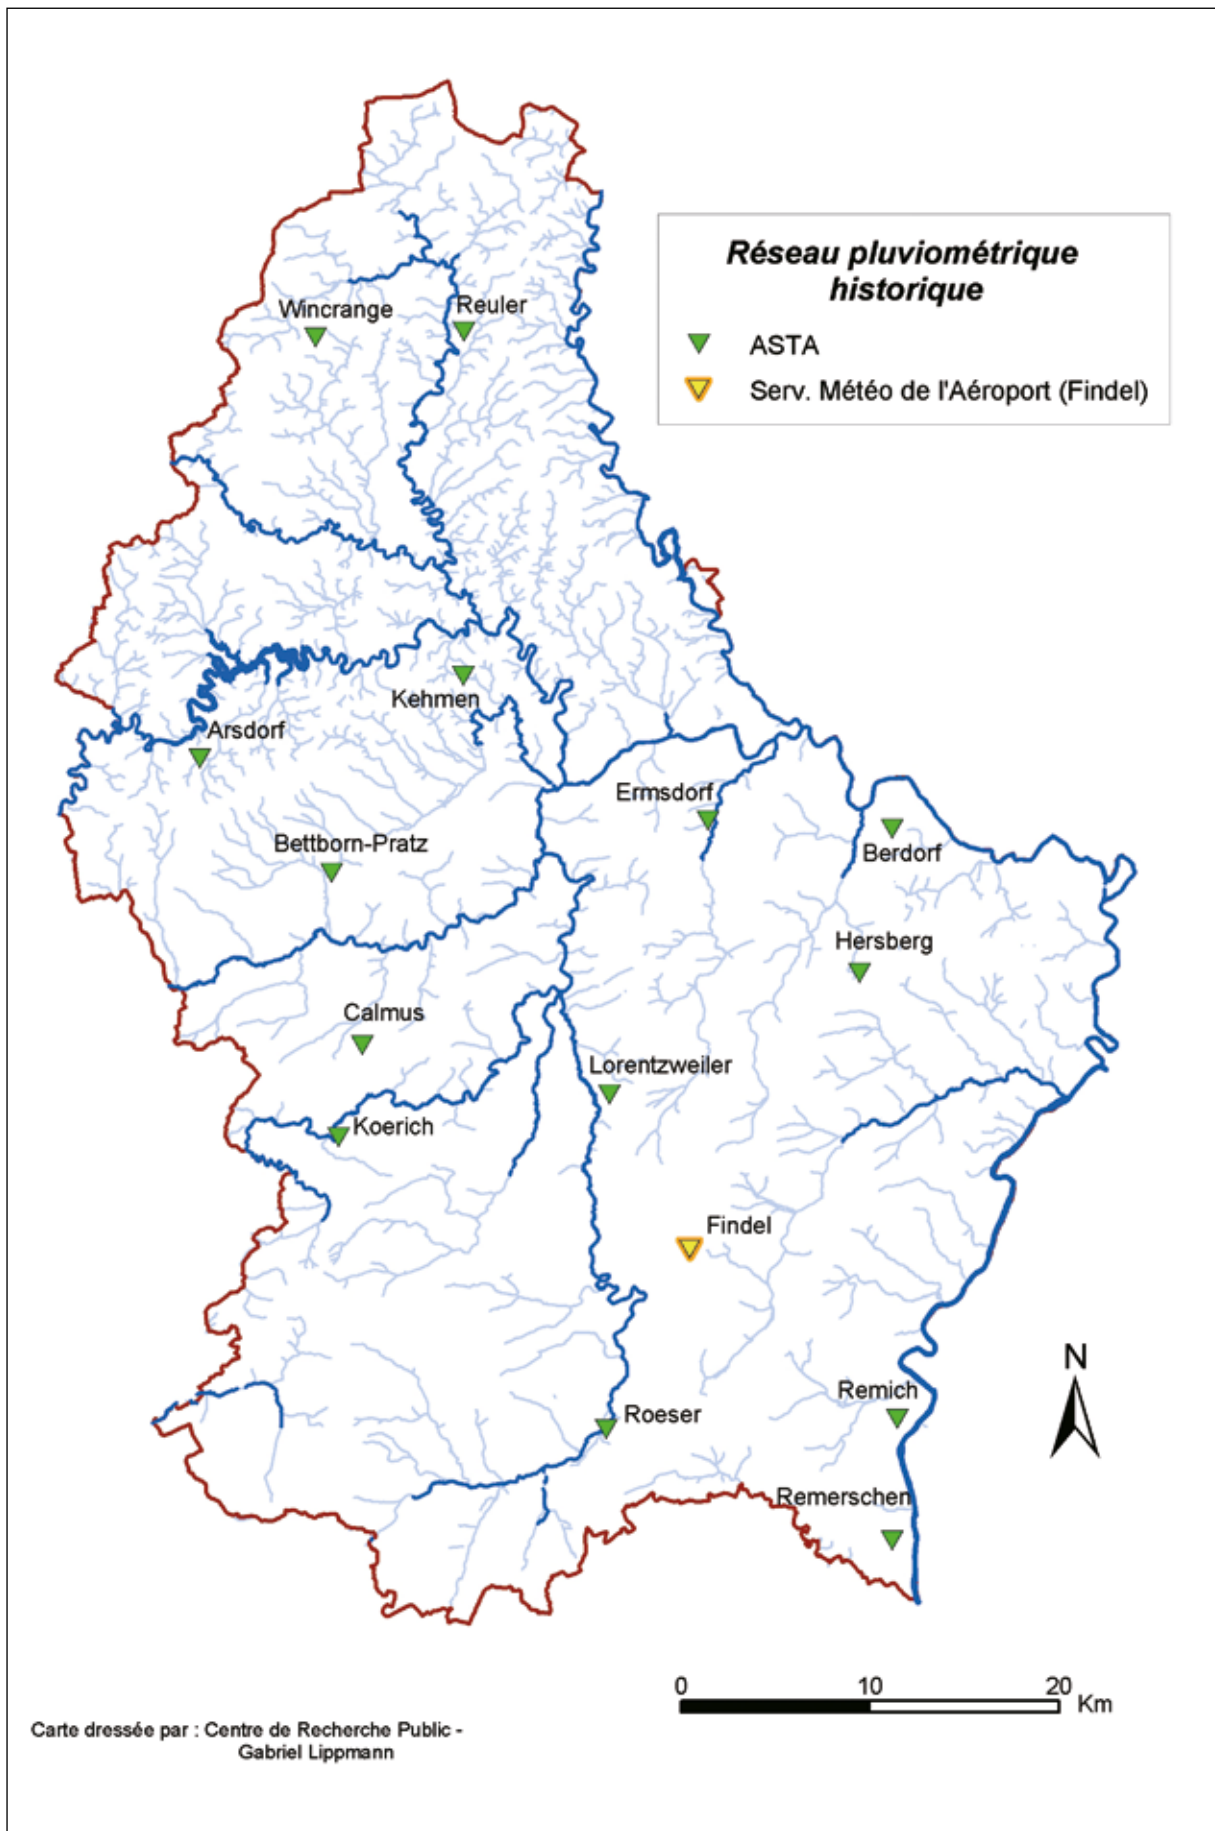 Réseau pluviométrique
historique
ASTA
Serv. Météo de l'Aéroport (Findel)
Wincrange
Reuler
Kehmen
Arsdorf
Ermsdorf
Bettborn-Pratz
Berdorf
Hersberg
Calmus
Lorentzweiler
Koerich
Findel
Remich
Roeser
Remerschen
N
0 10 20
Km
Carte dressée par : Centre de Recherche Public -
Gabriel Lippmann